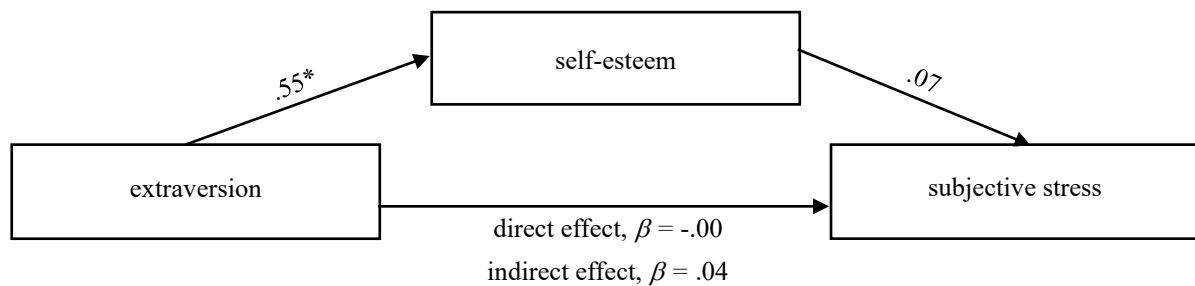 self-esteem
.55*
.07
extraversion
subjective stress
direct effect, β = -.00
indirect effect, β = .04